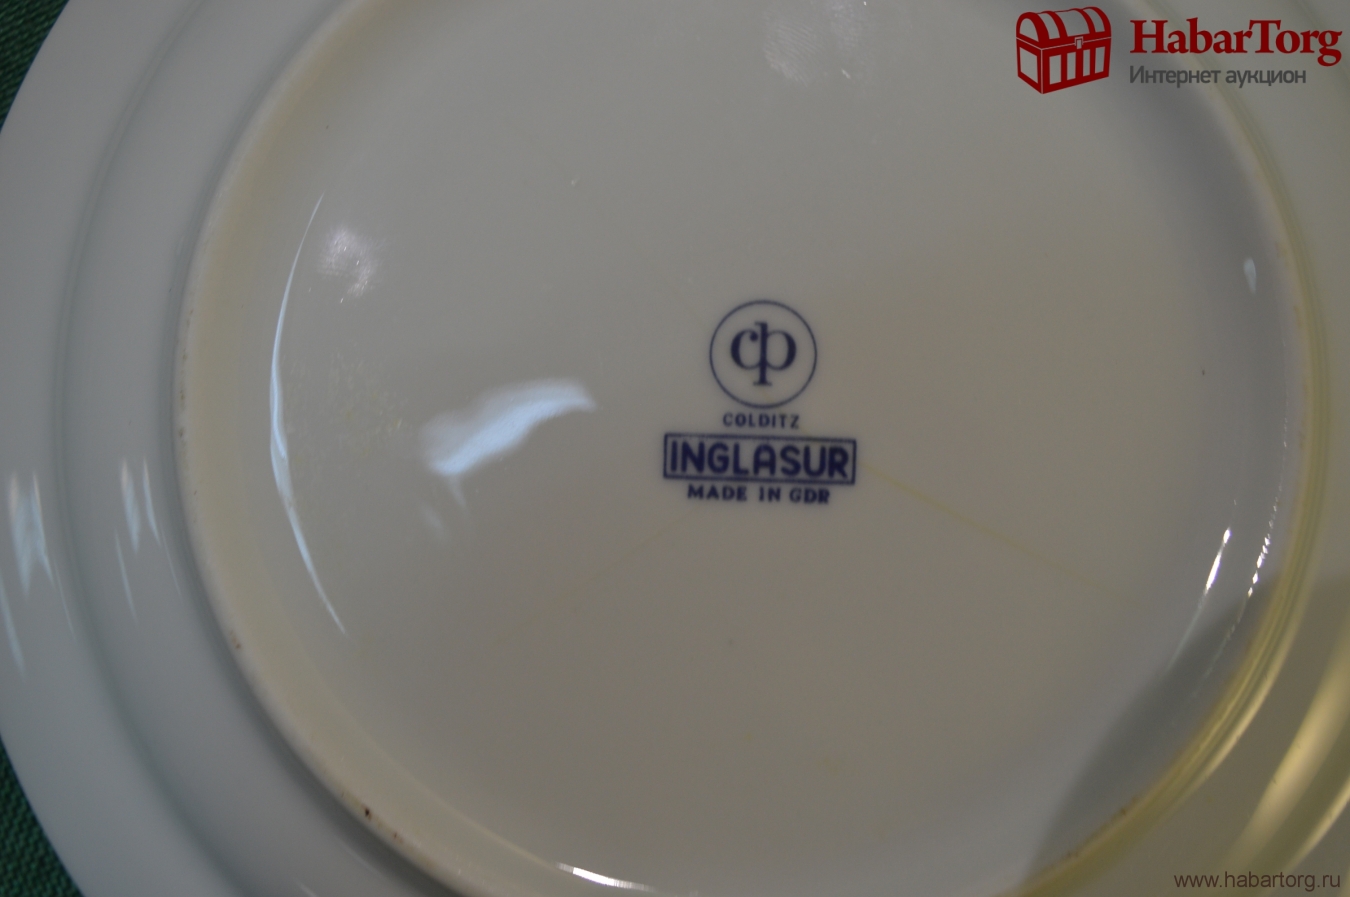 HabarTorg
Интернет аукцион
cp
COLDITZ
INGLASUR
MADE IN GDR
www.habartorg.ru